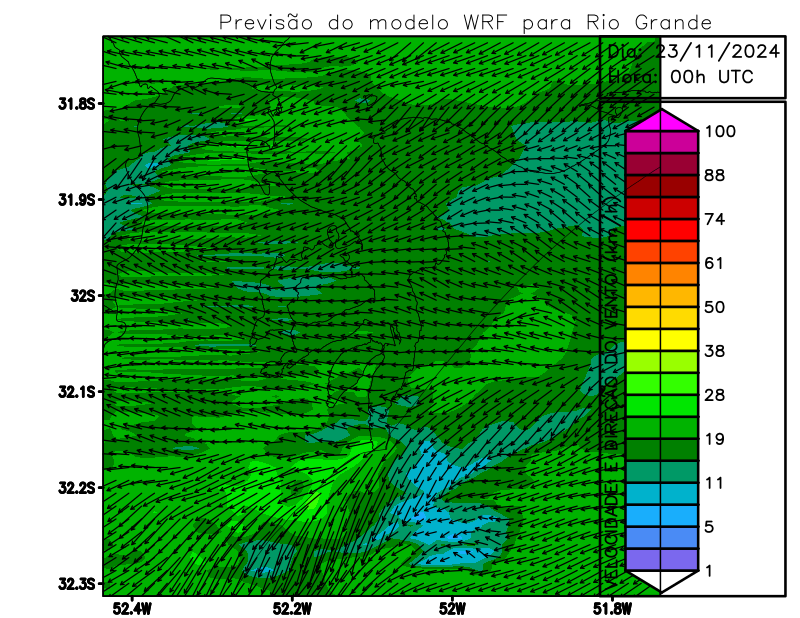 Previsão do modelo WRF para Rio Grande
Dia: 23/11/2024
Hora: 00h UTC
31.8S
31.9S
32S
32.1S
32.2S
32.3S
52.4W
52.2W
52W
51.8W
VELOCIDADE E DIREÇÃO DO VENTO (km/h)
100
88
74
61
50
38
28
19
11
5
1